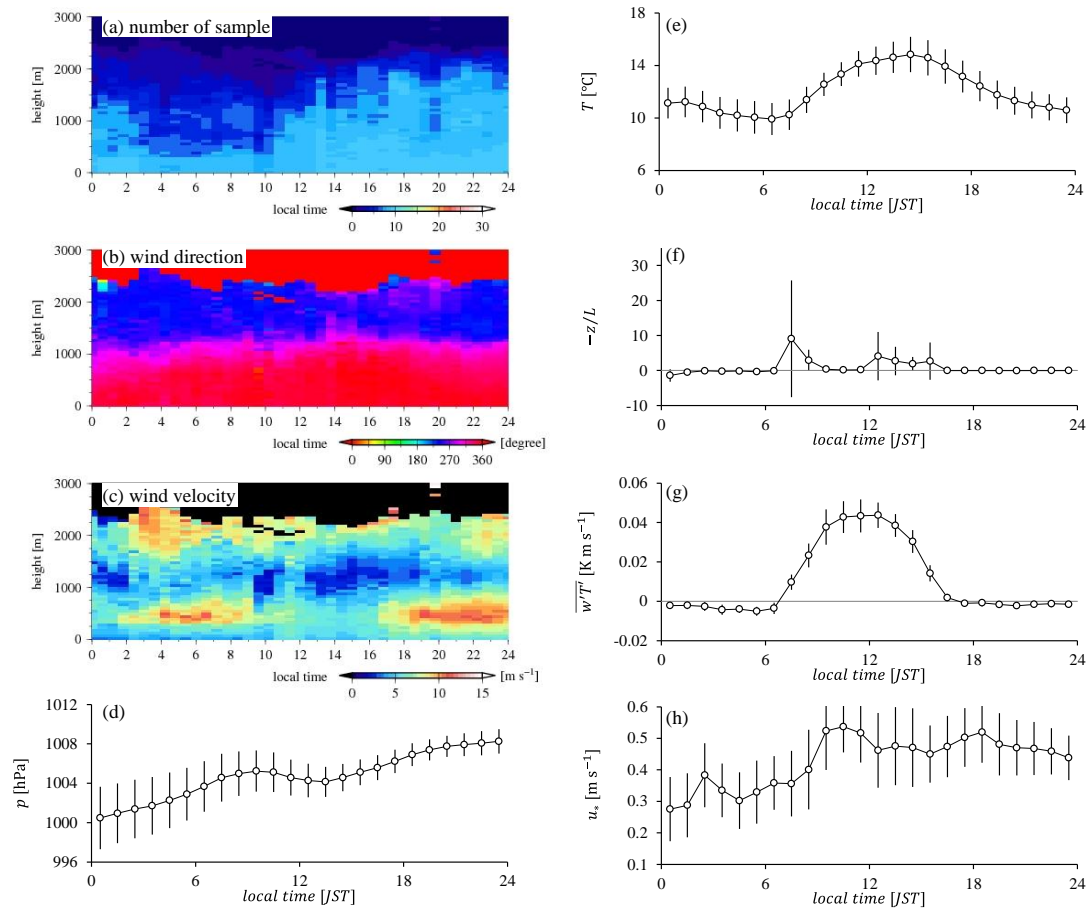 (a) number of sample
3000
2000
1000
0
height [m]
0 2 4 6 8 10 12 14 16 18 20 22 24
local time
0 10 20 30
(b) wind direction
3000
2000
1000
0
height [m]
0 2 4 6 8 10 12 14 16 18 20 22 24
local time
[degree]
0 90 180 270 360
(c) wind velocity
3000
2000
1000
0
height [m]
0 2 4 6 8 10 12 14 16 18 20 22 24
local time
[m s⁻¹]
0 5 10 15
(d)
1012
1008
1004
1000
996
p [hPa]
0 6 12 18 24
local time [JST]
(e)
18
14
10
6
T [°C]
0 6 12 18 24
local time [JST]
(f)
30
20
10
0
-10
−z/L
0 6 12 18 24
local time [JST]
(g)
0.06
0.04
0.02
0
-0.02
w′T′ [K m s⁻¹]
0 6 12 18 24
local time [JST]
(h)
0.6
0.5
0.4
0.3
0.2
0.1
u* [m s⁻¹]
0 6 12 18 24
local time [JST]